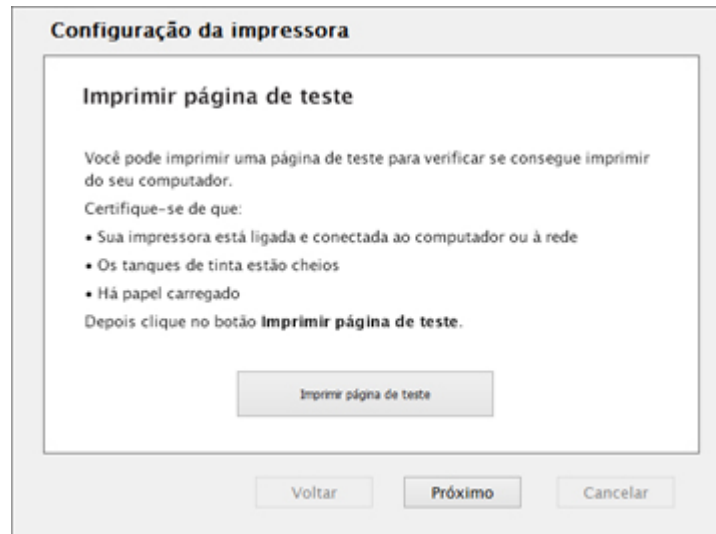 Configuração da impressora
Imprimir página de teste
Você pode imprimir uma página de teste para verificar se consegue imprimir
do seu computador.
Certifique-se de que:
• Sua impressora está ligada e conectada ao computador ou à rede
• Os tanques de tinta estão cheios
• Há papel carregado
Depois clique no botão Imprimir página de teste.
Imprimir página de teste
Voltar
Próximo
Cancelar